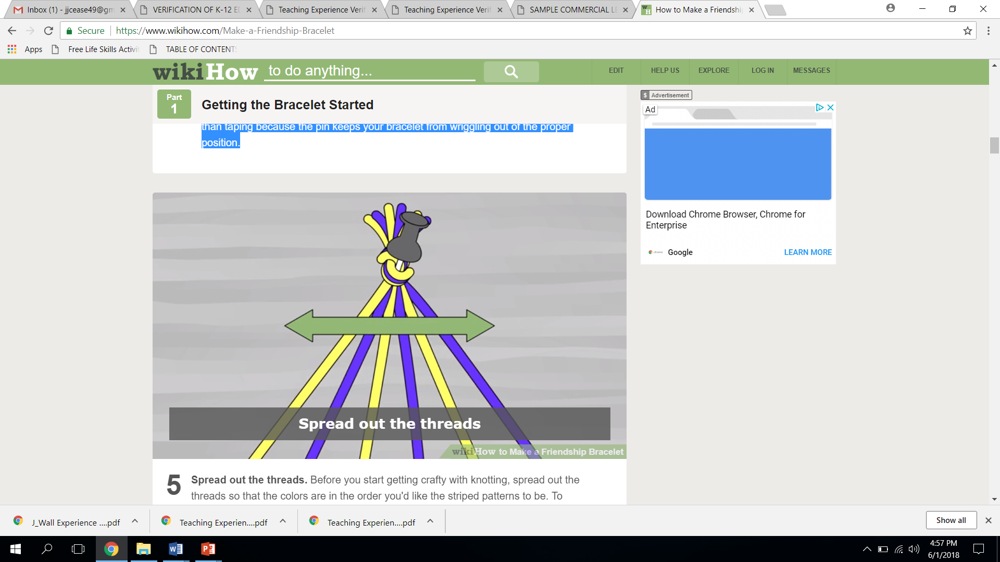 Inbox (1) - jjcease49@gm
VERIFICATION OF K-12 E
Teaching Experience Verif
Teaching Experience Verif
SAMPLE COMMERCIAL LE
How to Make a Friendshi
Secure
https://www.wikihow.com/Make-a-Friendship-Bracelet
Apps
Free Life Skills Activit
TABLE OF CONTENTS
wikiHow to do anything...
EDIT
HELP US
EXPLORE
LOG IN
MESSAGES
Part
1
Getting the Bracelet Started
than taping because the pin keeps your bracelet from wriggling out of the proper
position.
$ Advertisement
Ad
Download Chrome Browser, Chrome for
Enterprise
chrome
Google
LEARN MORE
Spread out the threads
wikiHow to Make a Friendship Bracelet
5 Spread out the threads. Before you start getting crafty with knotting, spread out the
threads so that the colors are in the order you'd like the striped patterns to be. To
J_Wall Experience ....pdf
Teaching Experien....pdf
Teaching Experien....pdf
Show all
4:57 PM
6/1/2018